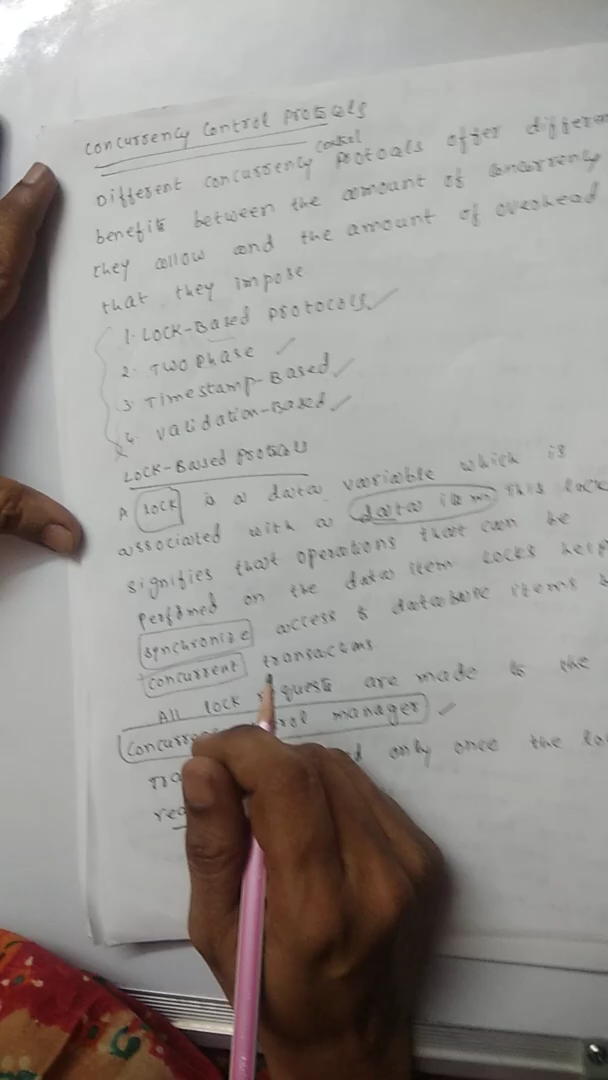 Concurrency Control Protocals
Control
Different Concurrency Protoals offer different
benefits between the amount of Concurrency
they allow and the amount of overhead
that they impose
1. Lock-Based Protocols
2. Two Phase
3. Timestamp-Based
4. Validation-Based
Lock-Based Protocals
A Lock is a data variable which is
associated with a data item This lock
signifies that operations that can be
Performed on the data item Locks help
synchronize access to database items
concurrent transactions
All lock requests are made to the
manager
only once the